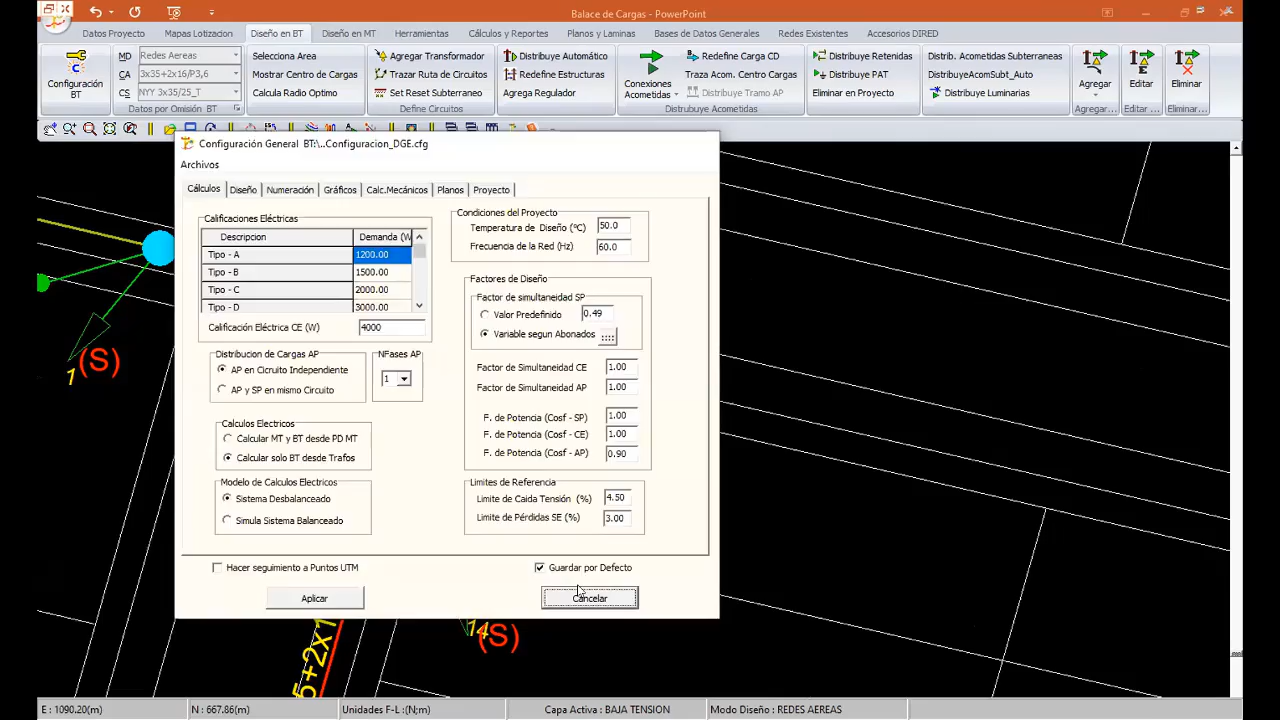 Balace de Cargas - PowerPoint
Datos Proyecto
Mapas Lotizacion
Diseño en BT
Diseño en MT
Herramientas
Cálculos y Reportes
Planos y Laminas
Bases de Datos Generales
Redes Existentes
Accesorios DIRED
Configuración
BT
MD
Redes Aereas
CA
3x35+2x16/P3,6
CS
NYY 3x35/25_T
Datos por Omisión BT
Selecciona Area
Mostrar Centro de Cargas
Calcula Radio Optimo
Agregar Transformador
Trazar Ruta de Circuitos
Set Reset Subterraneo
Define Circuitos
Distribuye Automático
Redefine Estructuras
Agrega Regulador
Conexiones
Acometidas
Redefine Carga CE
Traza Acom. Centro Cargas
Distribuye Tramo AP
Distrubuye Acometidas
Distribuye Retenidas
Distribuye PAT
Eliminar en Proyecto
Distrib. Acometidas Subterraneas
DistribuyeAcomSubt_Auto
Distribuye Luminarias
Agregar
Agregar...
Editar
Editar ...
Eliminar
Eliminar...
Configuración General BT:\..Configuracion_DGE.cfg
Archivos
Cálculos
Diseño
Numeración
Gráficos
Calc.Mecánicos
Planos
Proyecto
Calificaciones Eléctricas
Descripcion
Demanda (W
Tipo - A
1200.00
Tipo - B
1500.00
Tipo - C
2000.00
Tipo - D
3000.00
Calificación Eléctrica CE (W)
4000
Distribucion de Cargas AP
AP en Cicruito Independiente
AP y SP en mismo Circuito
NFases AP
1
Calculos Electricos
Calcular MT y BT desde PD MT
Calcular solo BT desde Trafos
Modelo de Calculos Electricos
Sistema Desbalanceado
Simula Sistema Balanceado
Condiciones del Proyecto
Temperatura de Diseño (ºC)
50.0
Frecuencia de la Red (Hz)
60.0
Factores de Diseño
Factor de simultaneidad SP
Valor Predefinido
0.49
Variable segun Abonados
Factor de Simultaneidad CE
1.00
Factor de Simultaneidad AP
1.00
F. de Potencia (Cosf - SP)
1.00
F. de Potencia (Cosf - CE)
1.00
F. de Potencia (Cosf - AP)
0.90
Limites de Referencia
Limite de Caida Tensión (%)
4.50
Limite de Pérdidas SE (%)
3.00
Hacer seguimiento a Puntos UTM
Guardar por Defecto
Aplicar
Cancelar
1 (S)
14 (S)
5+2x1
E : 1090.20(m)
N : 667.86(m)
Unidades F-L :(N;m)
Capa Activa : BAJA TENSION
Modo Diseño : REDES AEREAS